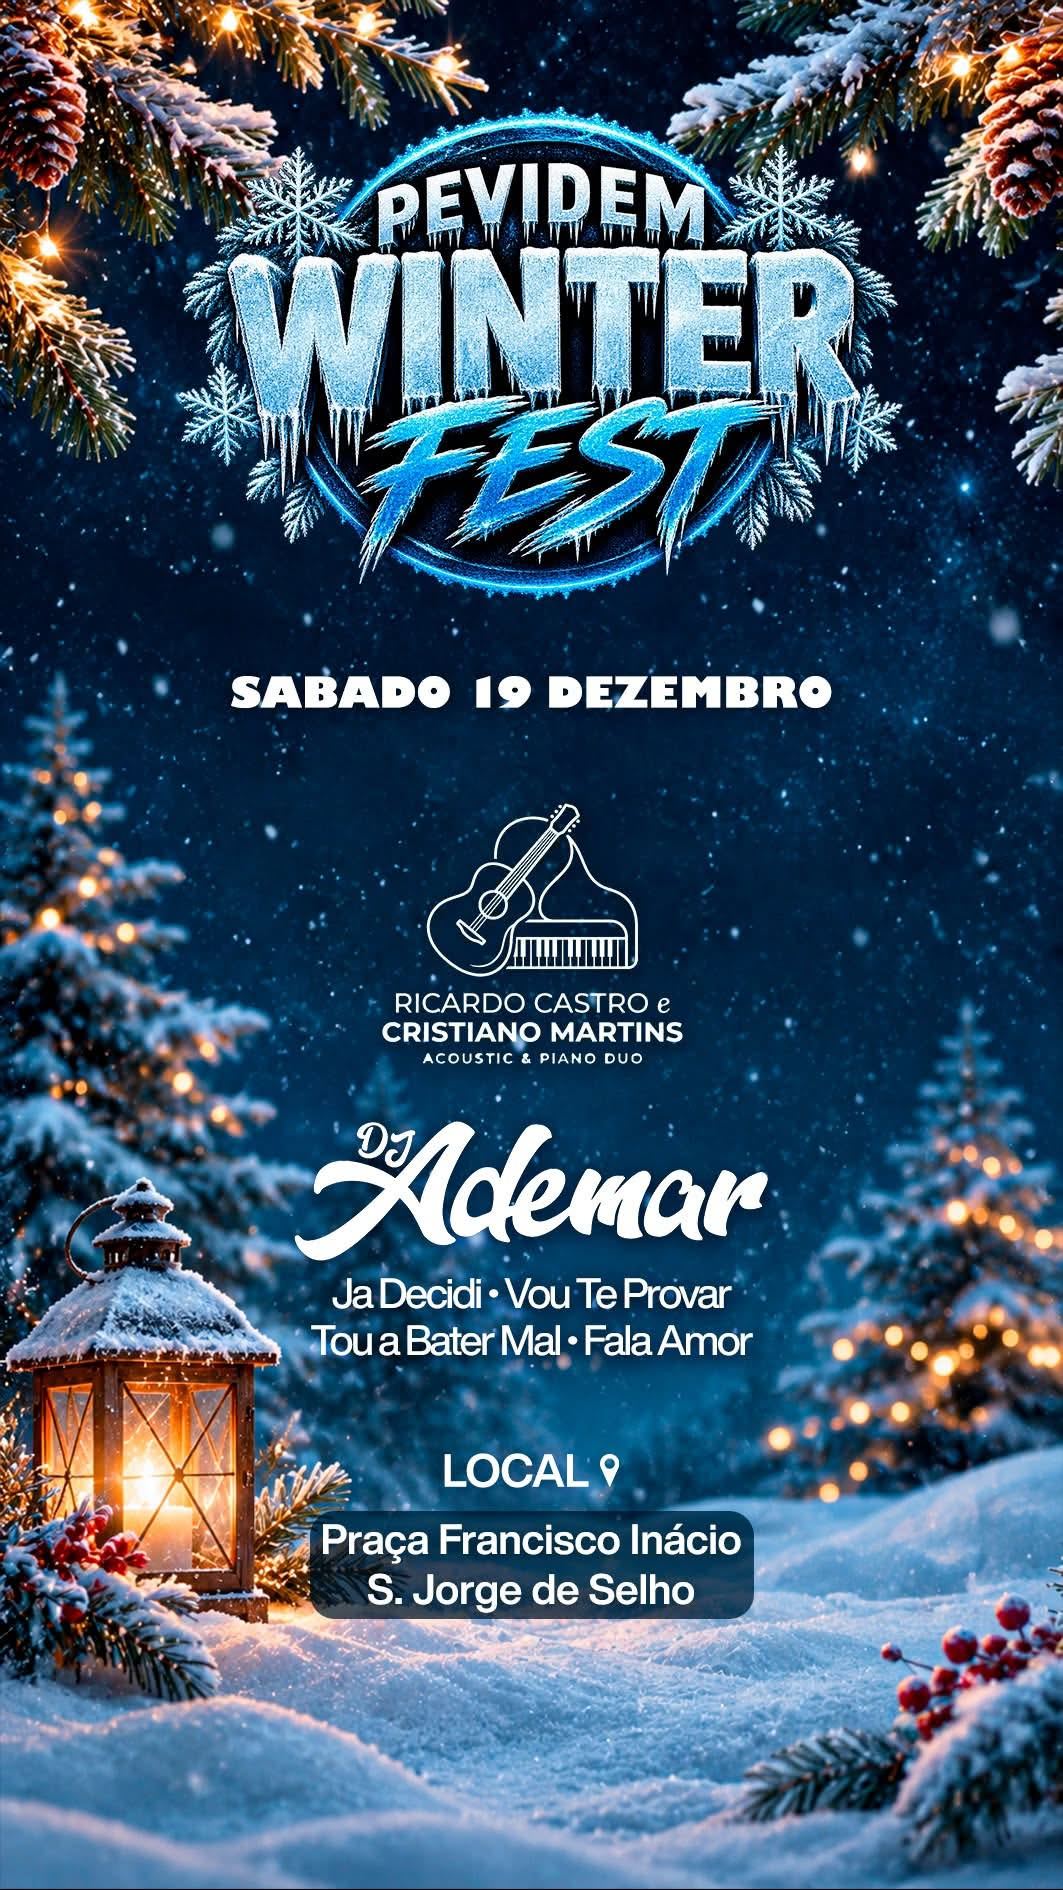 PEVIDEM
WINTER
FEST
SABADO 19 DEZEMBRO
RICARDO CASTRO e
CRISTIANO MARTINS
ACOUSTIC & PIANO DUO
DJ Ademar
Ja Decidi • Vou Te Provar
Tou a Bater Mal • Fala Amor
LOCAL
Praça Francisco Inácio
S. Jorge de Selho